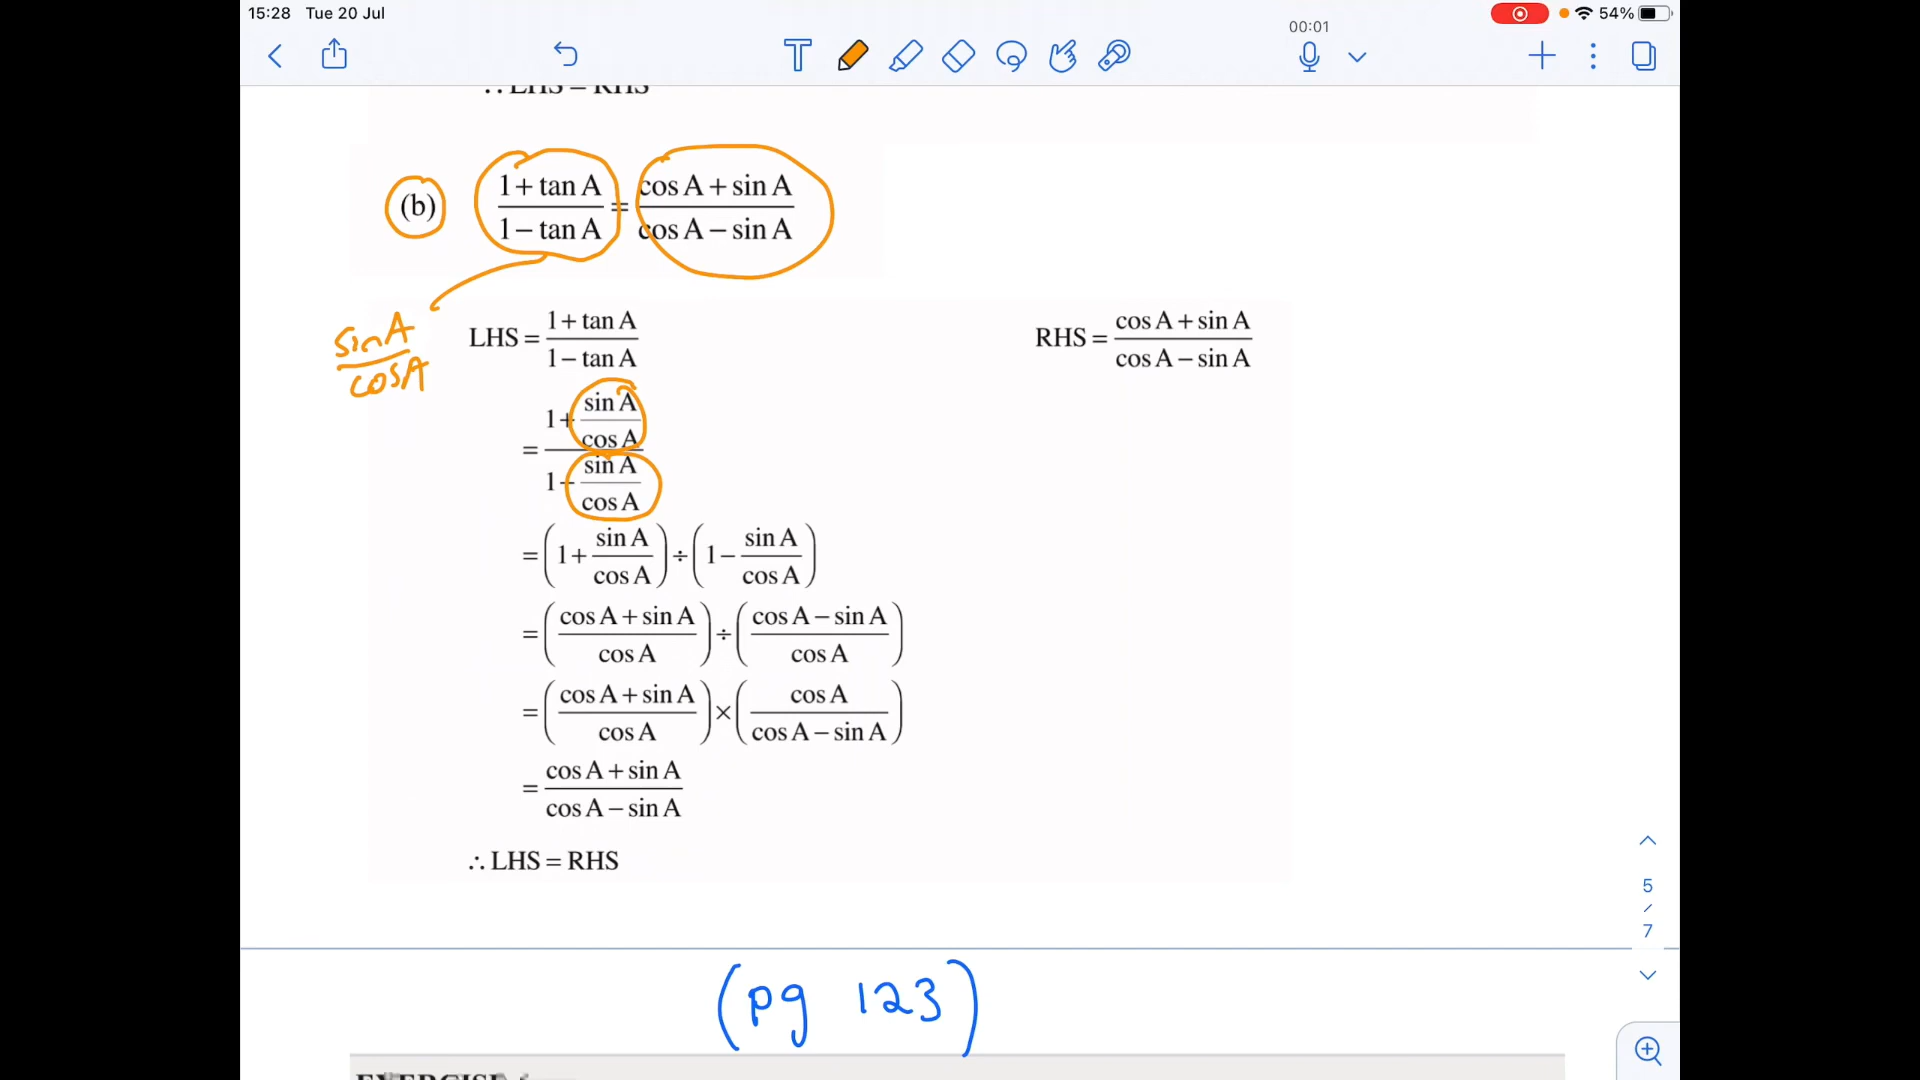 15:28 Tue 20 Jul
54%
00:01
∴ LHS = RHS
(b) (1 + tan A)/(1 − tan A) = (cos A + sin A)/(cos A − sin A)
sin A/cos A
LHS = (1 + tan A)/(1 − tan A)
RHS = (cos A + sin A)/(cos A − sin A)
= (1 + sin A/cos A)/(1 − sin A/cos A)
= (1 + sin A/cos A) ÷ (1 − sin A/cos A)
= ((cos A + sin A)/cos A) ÷ ((cos A − sin A)/cos A)
= ((cos A + sin A)/cos A) × (cos A/(cos A − sin A))
= (cos A + sin A)/(cos A − sin A)
∴ LHS = RHS
5/7
(pg 123)
EXERCISE